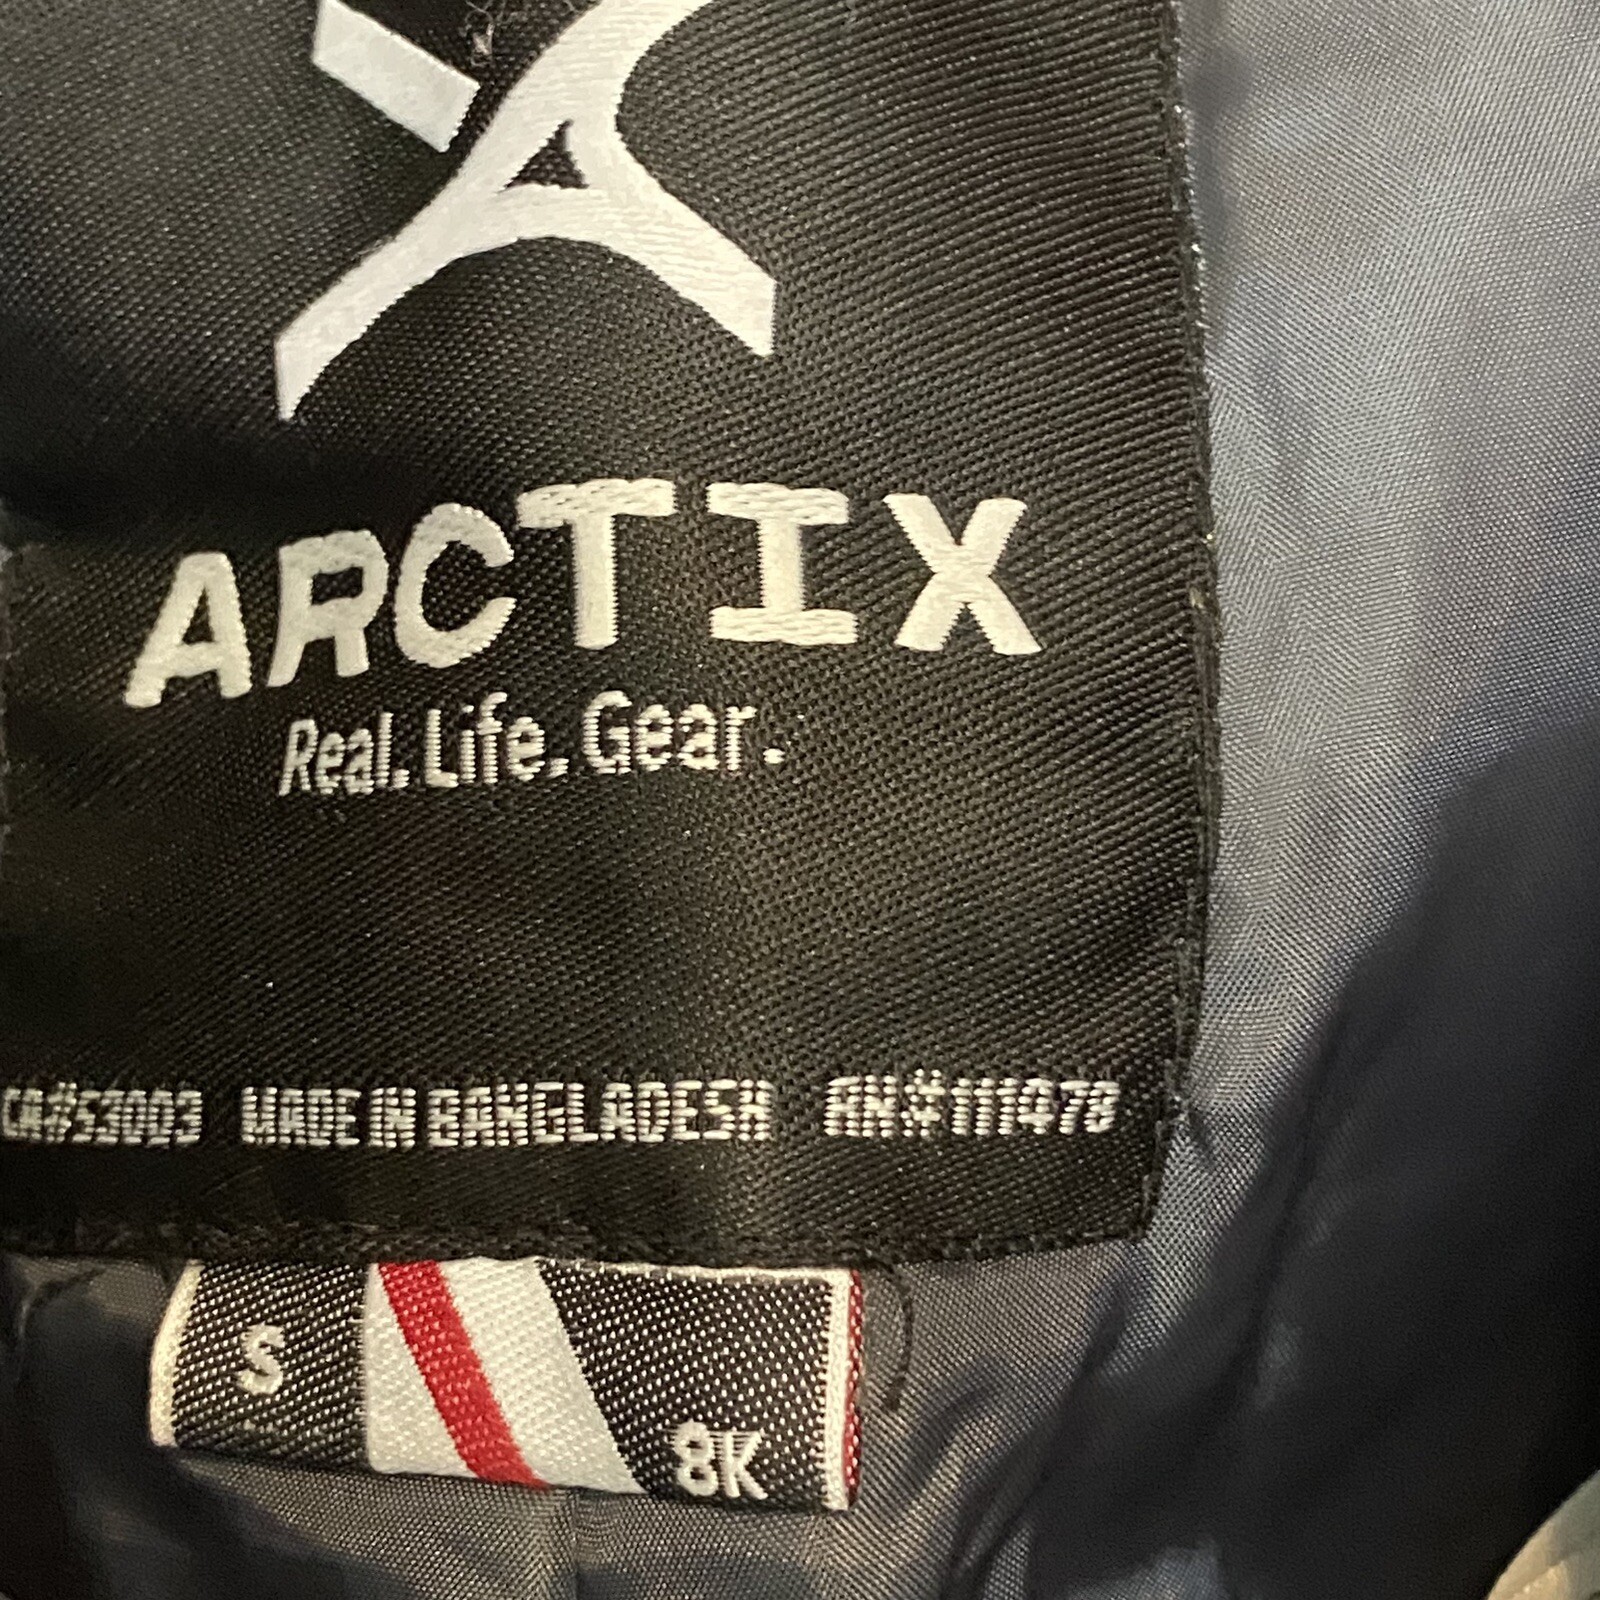 ARCTIX
Real. Life. Gear.
CA#53003 MADE IN BANGLADESH RN#111478
S
8K